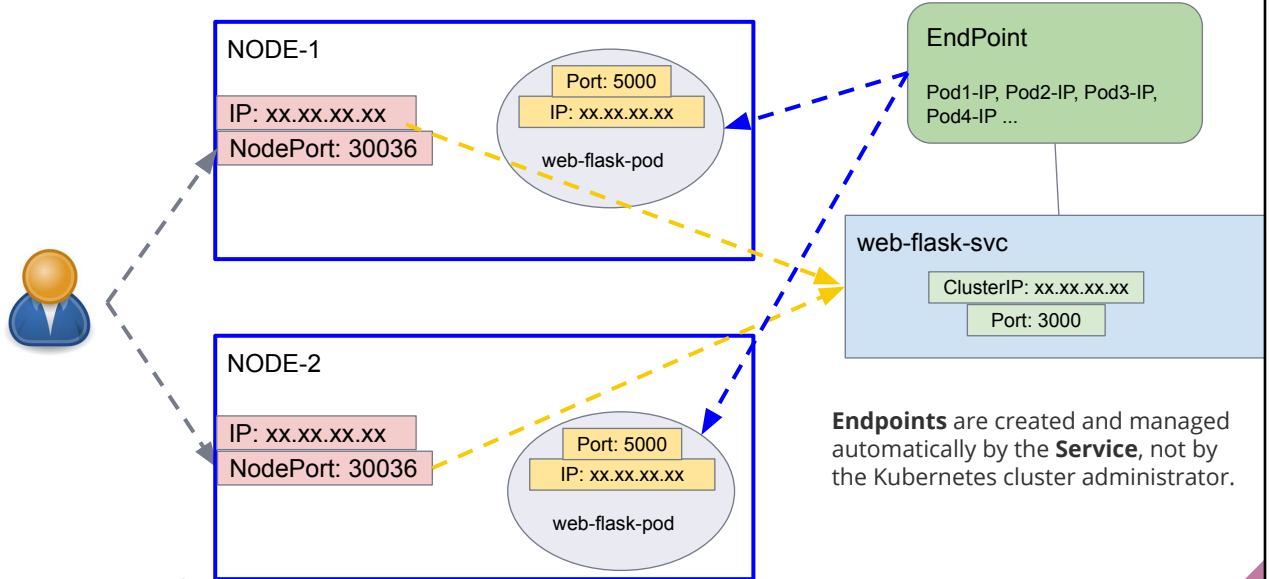 NODE-1
IP: xx.xx.xx.xx
NodePort: 30036
Port: 5000
IP: xx.xx.xx.xx
web-flask-pod
EndPoint
Pod1-IP, Pod2-IP, Pod3-IP,
Pod4-IP ...
web-flask-svc
ClusterIP: xx.xx.xx.xx
Port: 3000
NODE-2
IP: xx.xx.xx.xx
NodePort: 30036
Port: 5000
IP: xx.xx.xx.xx
web-flask-pod
Endpoints are created and managed
automatically by the Service, not by
the Kubernetes cluster administrator.